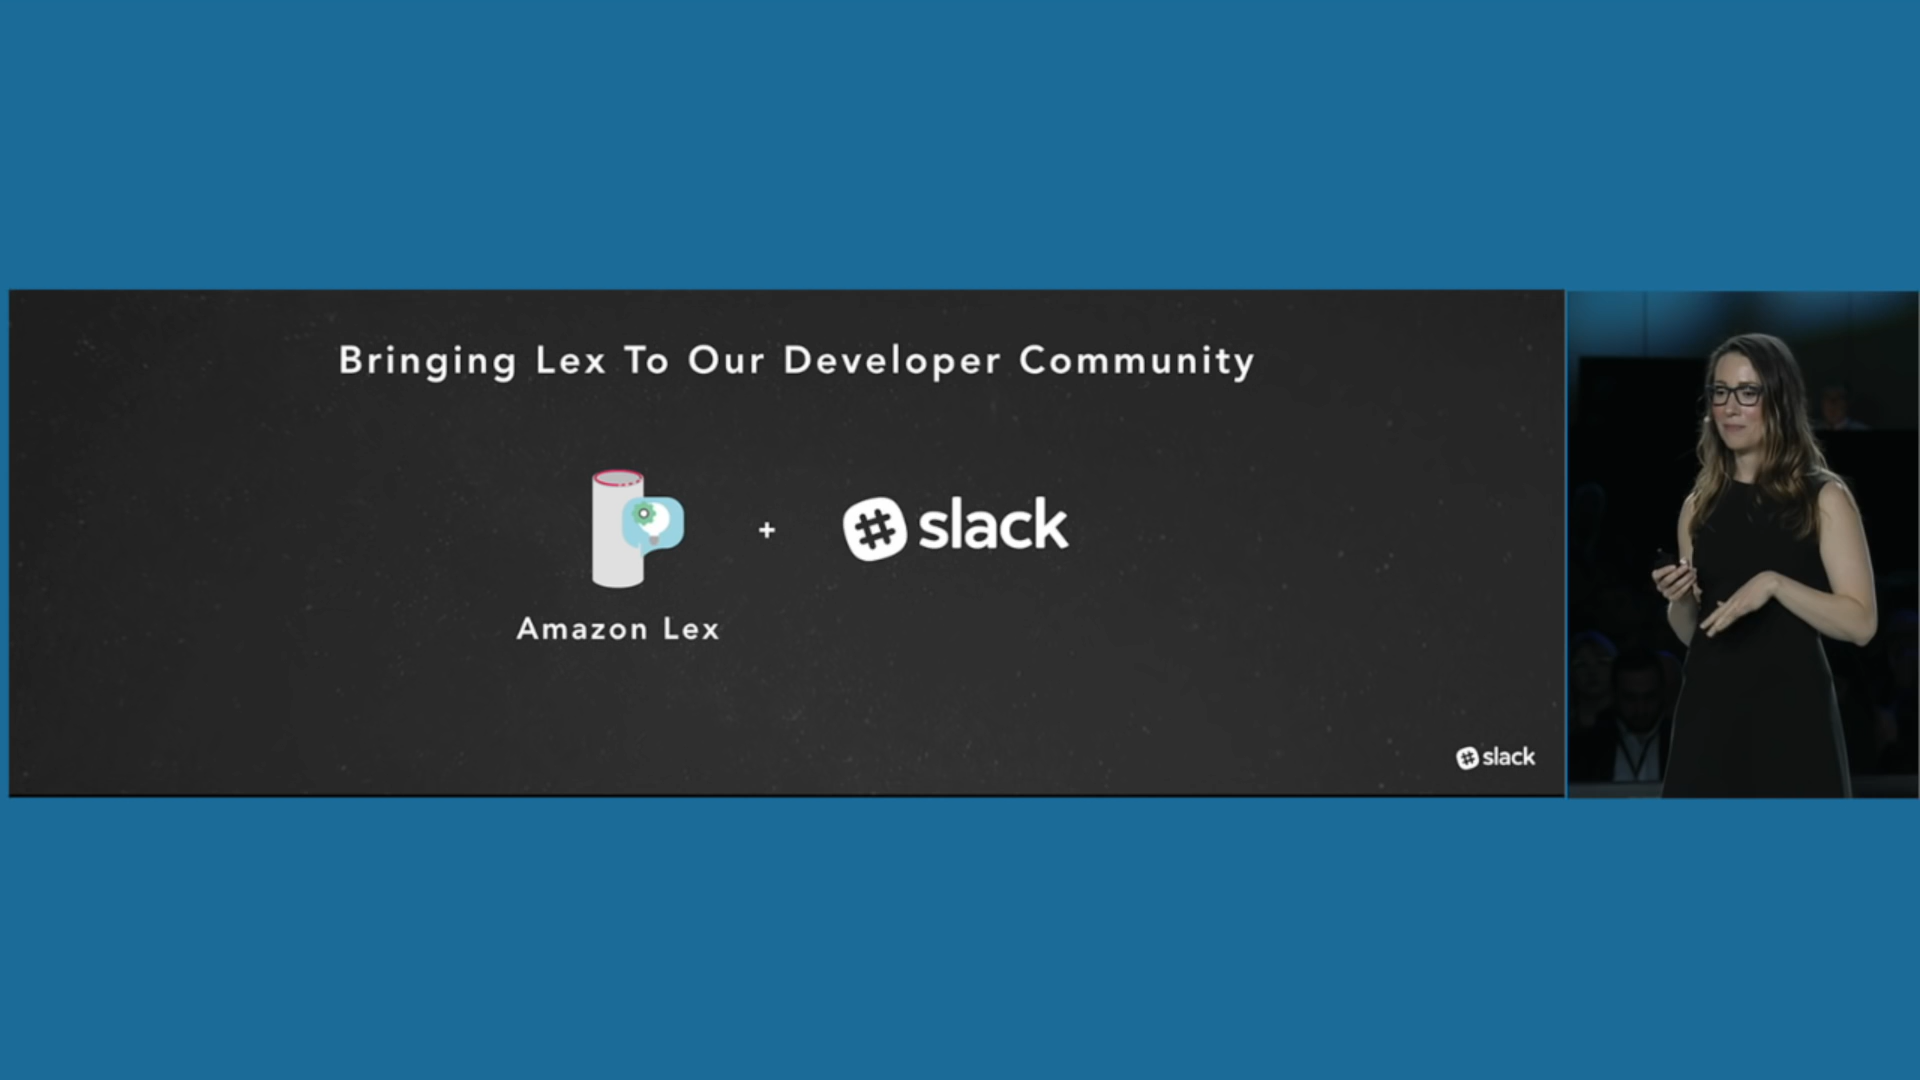 Bringing Lex To Our Developer Community
+
slack
Amazon Lex
slack